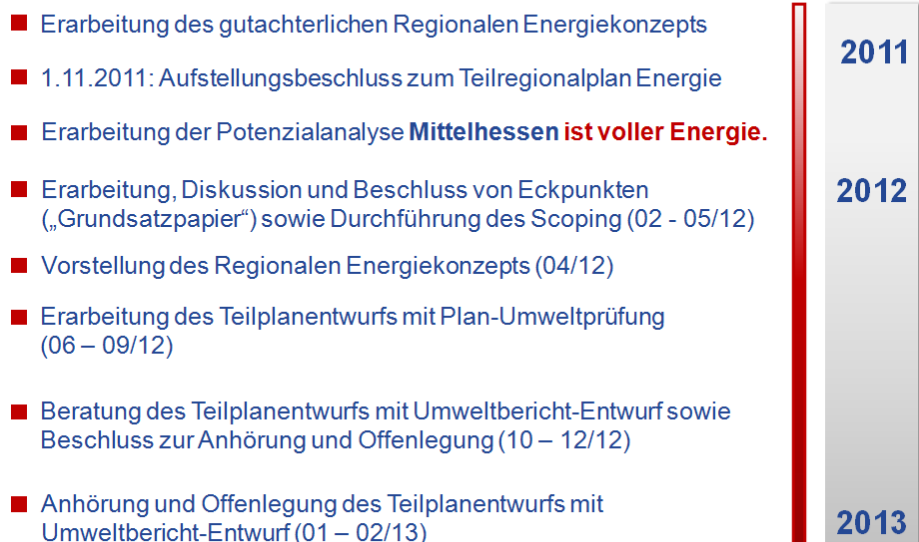 Erarbeitung des gutachterlichen Regionalen Energiekonzepts
2011
1.11.2011: Aufstellungsbeschluss zum Teilregionalplan Energie
Erarbeitung der Potenzialanalyse Mittelhessen ist voller Energie.
Erarbeitung, Diskussion und Beschluss von Eckpunkten
(„Grundsatzpapier“) sowie Durchführung des Scoping (02 - 05/12)
2012
Vorstellung des Regionalen Energiekonzepts (04/12)
Erarbeitung des Teilplanentwurfs mit Plan-Umweltprüfung
(06 – 09/12)
Beratung des Teilplanentwurfs mit Umweltbericht-Entwurf sowie
Beschluss zur Anhörung und Offenlegung (10 – 12/12)
Anhörung und Offenlegung des Teilplanentwurfs mit
Umweltbericht-Entwurf (01 – 02/13)
2013